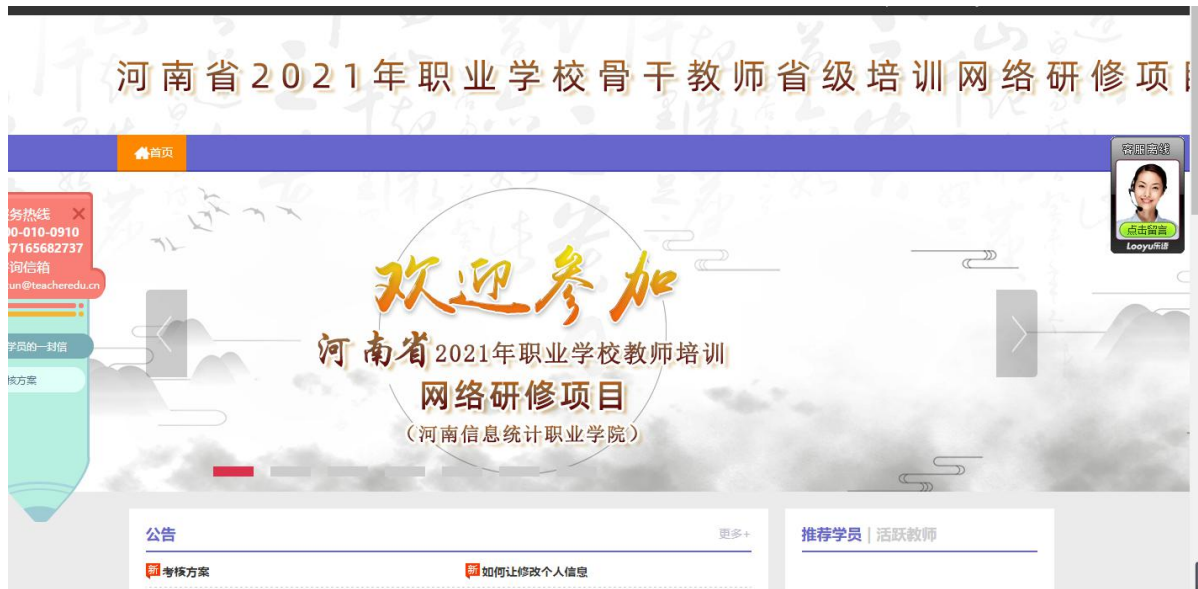 河南省2021年职业学校骨干教师省级培训网络研修项
首页
客服离线
点击留言
Looyu乐语
务热线
00-010-0910
37165682737
询信箱
xun@teacheredu.cn
学员的一封信
核方案
欢迎参加
河南省2021年职业学校教师培训
网络研修项目
(河南信息统计职业学院)
公告 更多+
推荐学员|活跃教师
新 考核方案
新 如何让修改个人信息